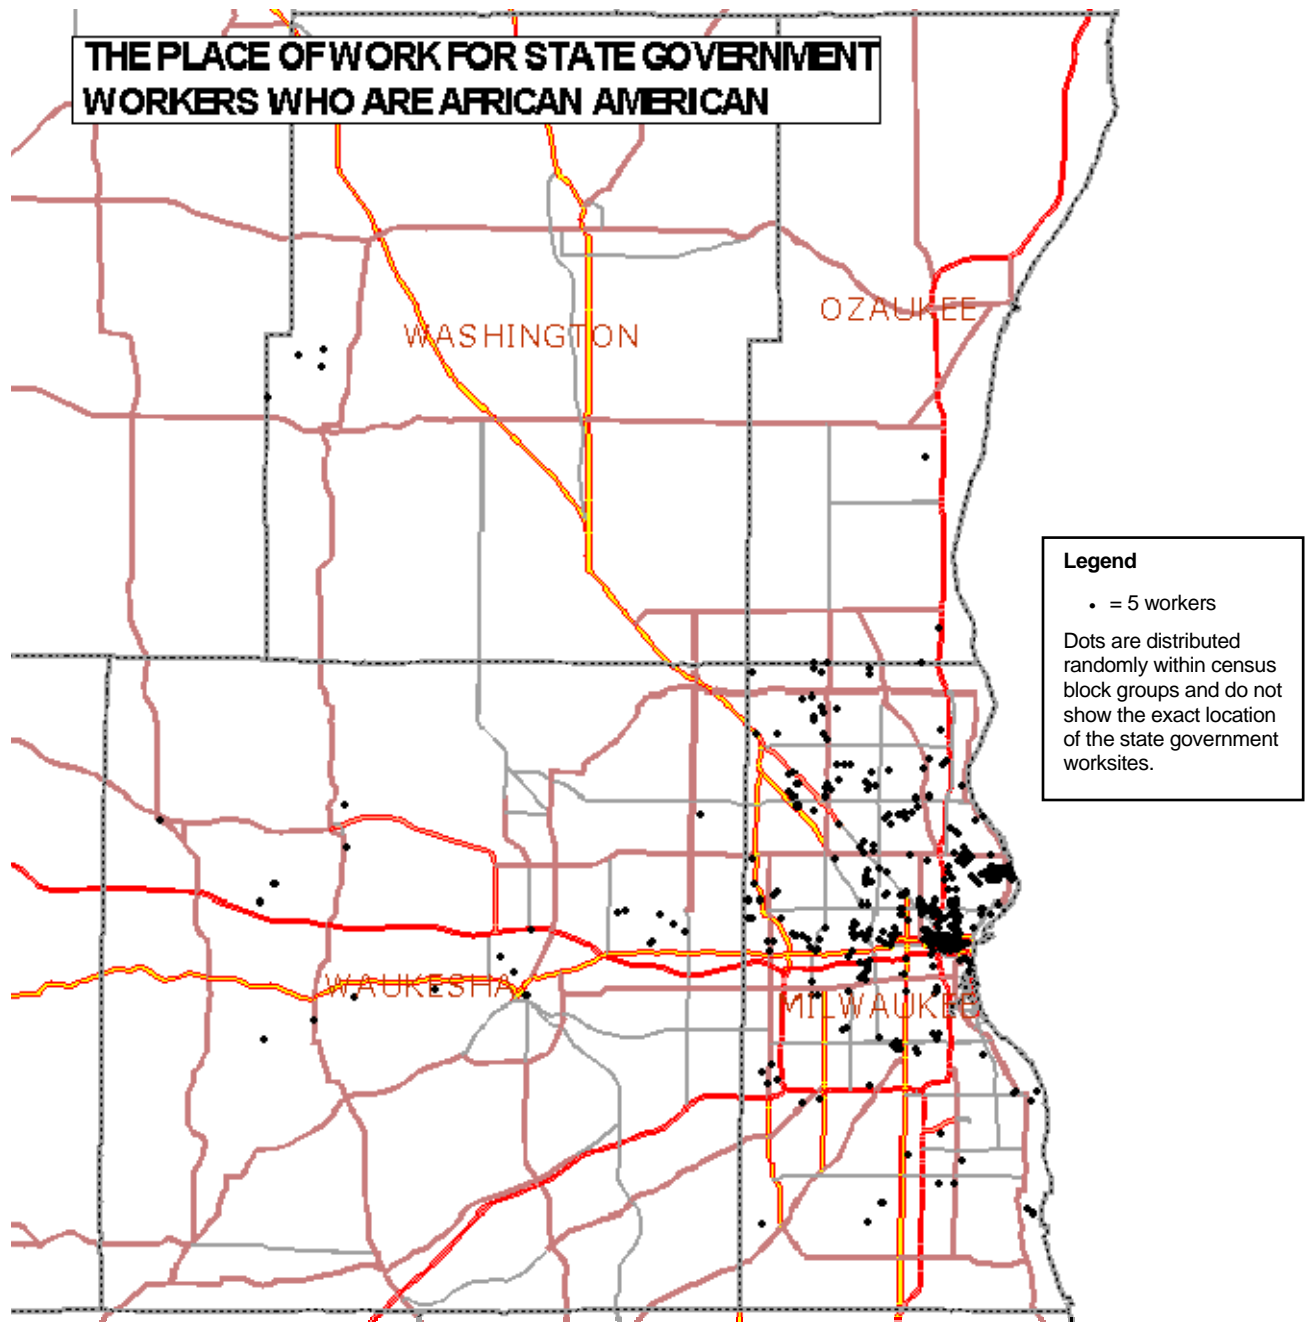 THE PLACE OF WORK FOR STATE GOVERNMENT
WORKERS WHO ARE AFRICAN AMERICAN
OZAUKEE
WASHINGTON
Legend
• = 5 workers
Dots are distributed
randomly within census
block groups and do not
show the exact location
of the state government
worksites.
WAUKESHA
MILWAUKEE